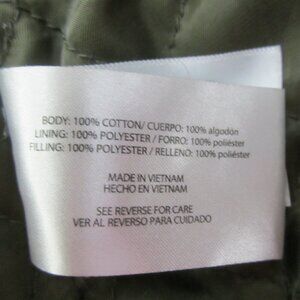 BODY: 100% COTTON/ CUERPO: 100% algodón
LINING: 100% POLYESTER / FORRO: 100% poliéster
FILLING: 100% POLYESTER / RELLENO: 100% poliéster
MADE IN VIETNAM
HECHO EN VIETNAM
SEE REVERSE FOR CARE
VER AL REVERSO PARA CUIDADO